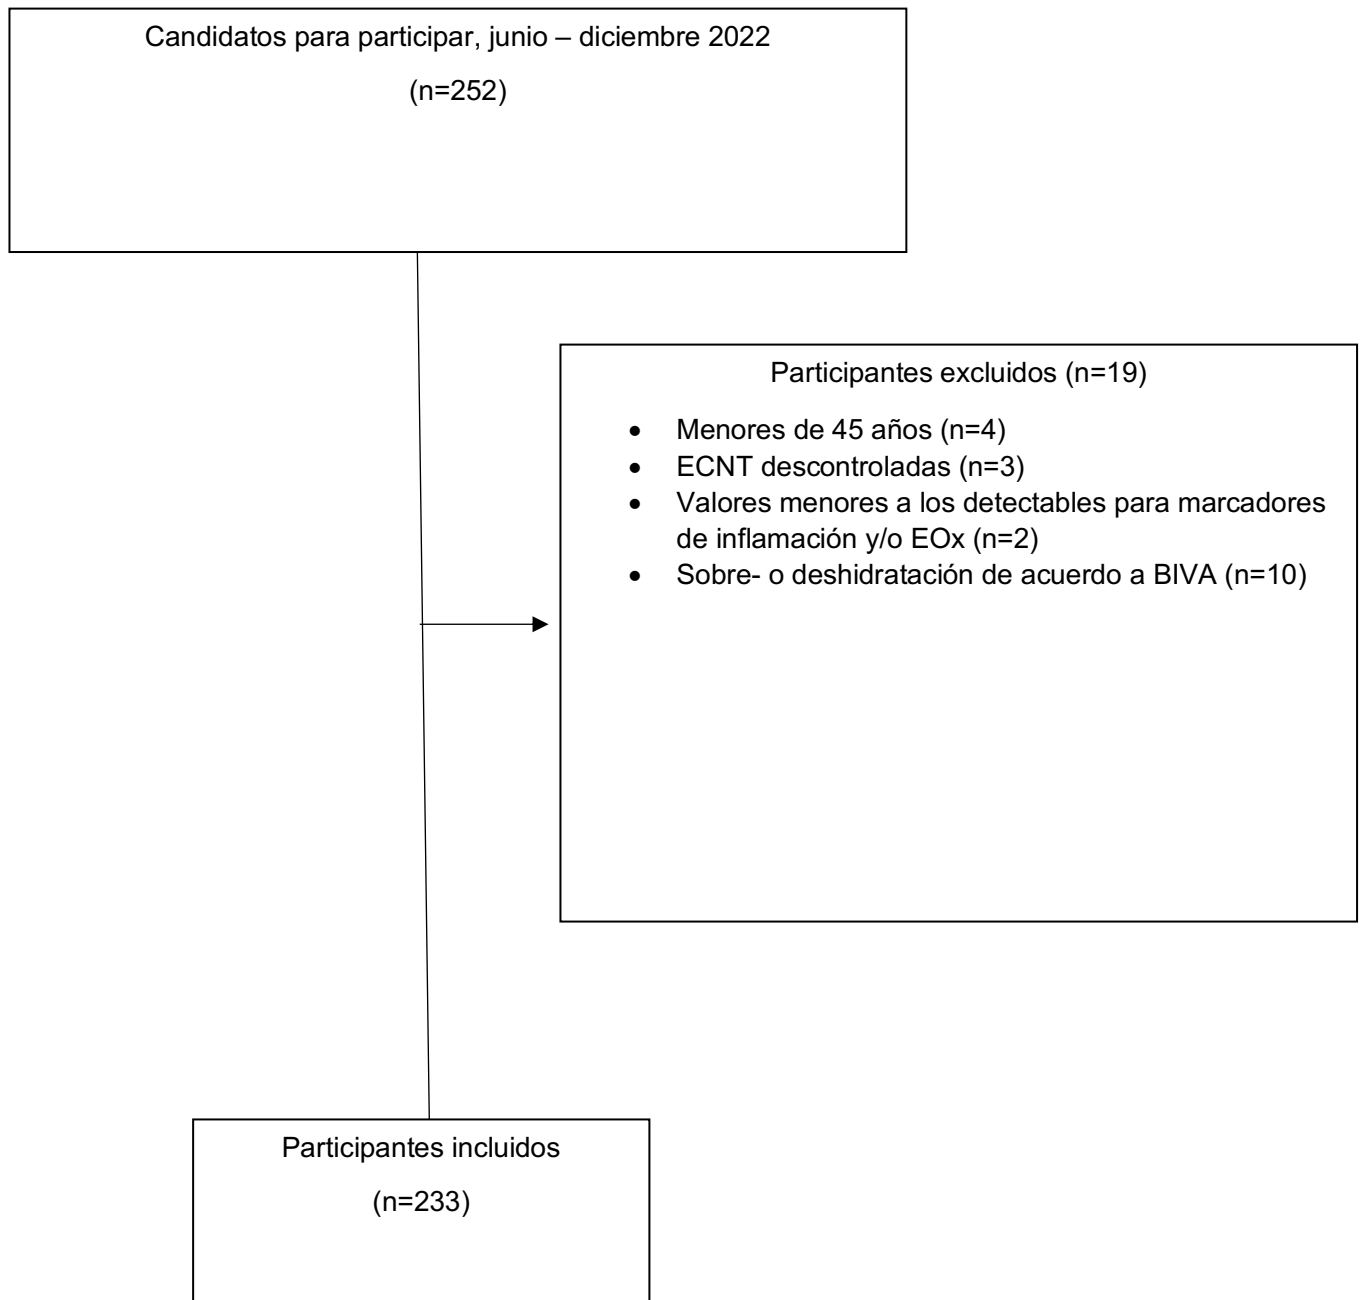 Candidatos para participar, junio – diciembre 2022
(n=252)
Participantes excluidos (n=19)
• Menores de 45 años (n=4)
• ECNT descontroladas (n=3)
• Valores menores a los detectables para marcadores
de inflamación y/o EOx (n=2)
• Sobre- o deshidratación de acuerdo a BIVA (n=10)
Participantes incluidos
(n=233)